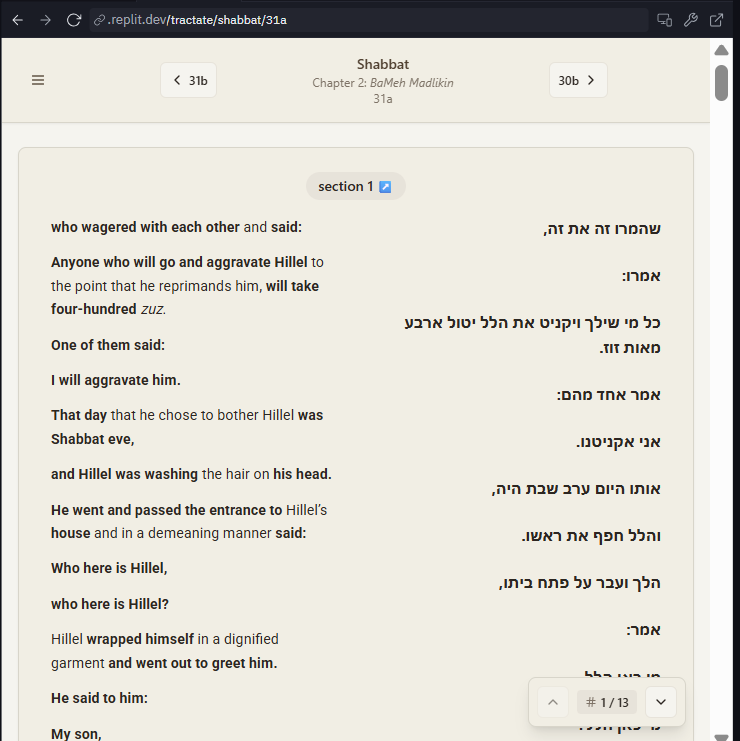 .replit.dev/tractate/shabbat/31a
31b
Shabbat
Chapter 2: BaMeh Madlikin
31a
30b
section 1
who wagered with each other and said:
שהמרו זה את זה,
Anyone who will go and aggravate Hillel to
the point that he reprimands him, will take
four-hundred zuz.
אמרו:
כל מי שילך ויקניט את הלל יטול ארבע
מאות זוז.
One of them said:
אמר אחד מהם:
I will aggravate him.
אני אקניטנו.
That day that he chose to bother Hillel was
Shabbat eve,
אותו היום ערב שבת היה,
and Hillel was washing the hair on his head.
והלל חפף את ראשו.
He went and passed the entrance to Hillel’s
house and in a demeaning manner said:
הלך ועבר על פתח ביתו,
אמר:
Who here is Hillel,
who here is Hillel?
Hillel wrapped himself in a dignified
garment and went out to greet him.
He said to him:
My son,
# 1 / 13